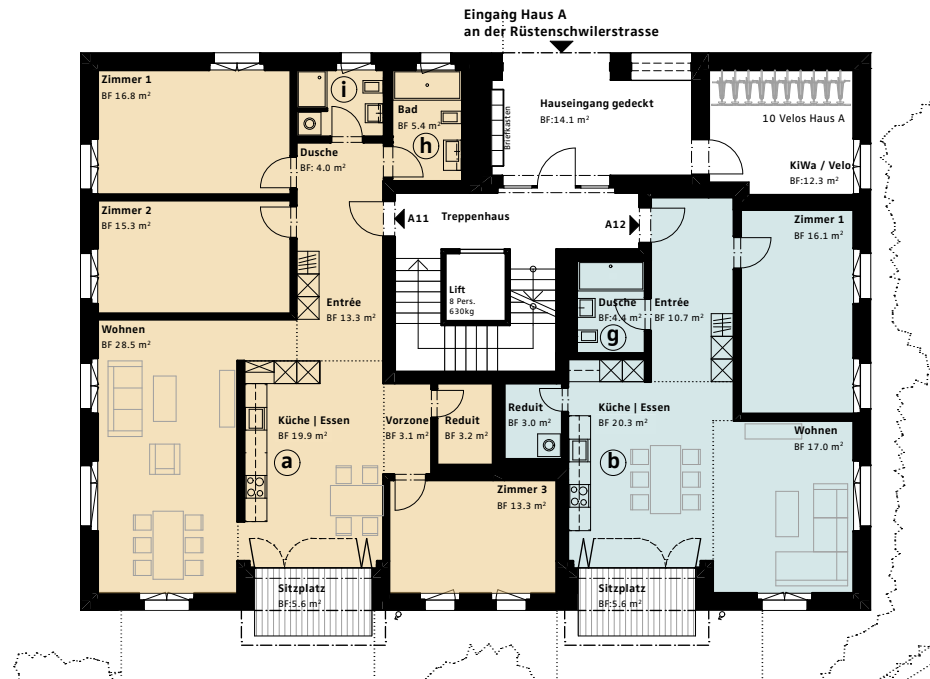 Eingang Haus A
an der Rüstenschwilerstrasse
Zimmer 1
BF 16.8 m²
i
Bad
BF 5.4 m²
h
Dusche
BF: 4.0 m²
Briefkasten
Hauseingang gedeckt
BF:14.1 m²
10 Velos Haus A
KiWa / Velo
BF:12.3 m²
Zimmer 2
BF 15.3 m²
A11
Treppenhaus
A12
Zimmer 1
BF 16.1 m²
Lift
8 Pers.
630kg
Entrée
BF 13.3 m²
Dusche
BF:4.4 m²
g
Entrée
BF 10.7 m²
Wohnen
BF 28.5 m²
Küche | Essen
BF 19.9 m²
a
Vorzone
BF 3.1 m²
Reduit
BF 3.2 m²
Reduit
BF 3.0 m²
Küche | Essen
BF 20.3 m²
b
Wohnen
BF 17.0 m²
Zimmer 3
BF 13.3 m²
Sitzplatz
BF:5.6 m²
Sitzplatz
BF:5.6 m²